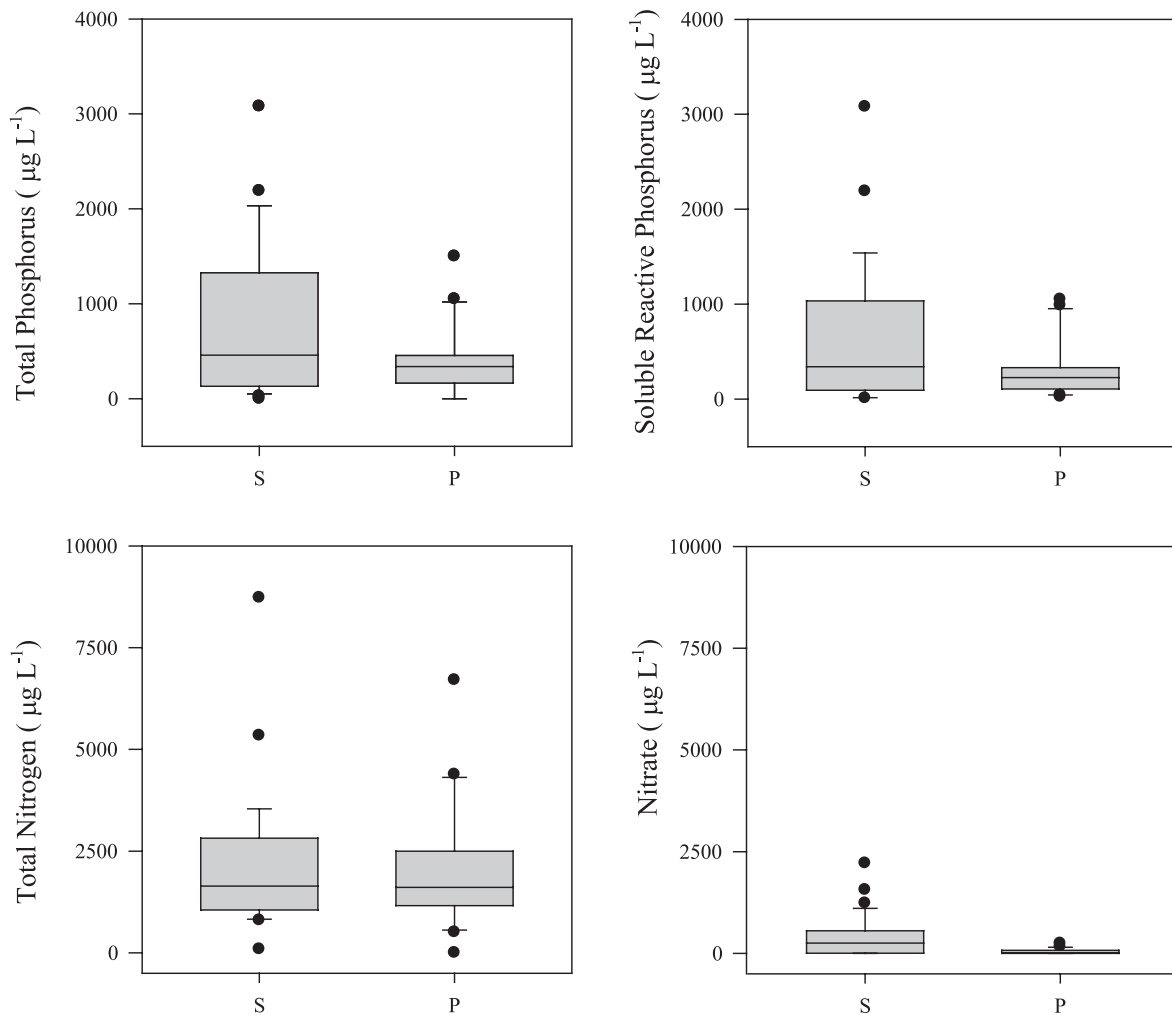 Total Phosphorus ( µg L-1)
4000
3000
2000
1000
0
S P
Soluble Reactive Phosphorus ( µg L-1)
4000
3000
2000
1000
0
S P
Total Nitrogen ( µg L-1)
10000
7500
5000
2500
0
S P
Nitrate ( µg L-1)
10000
7500
5000
2500
0
S P